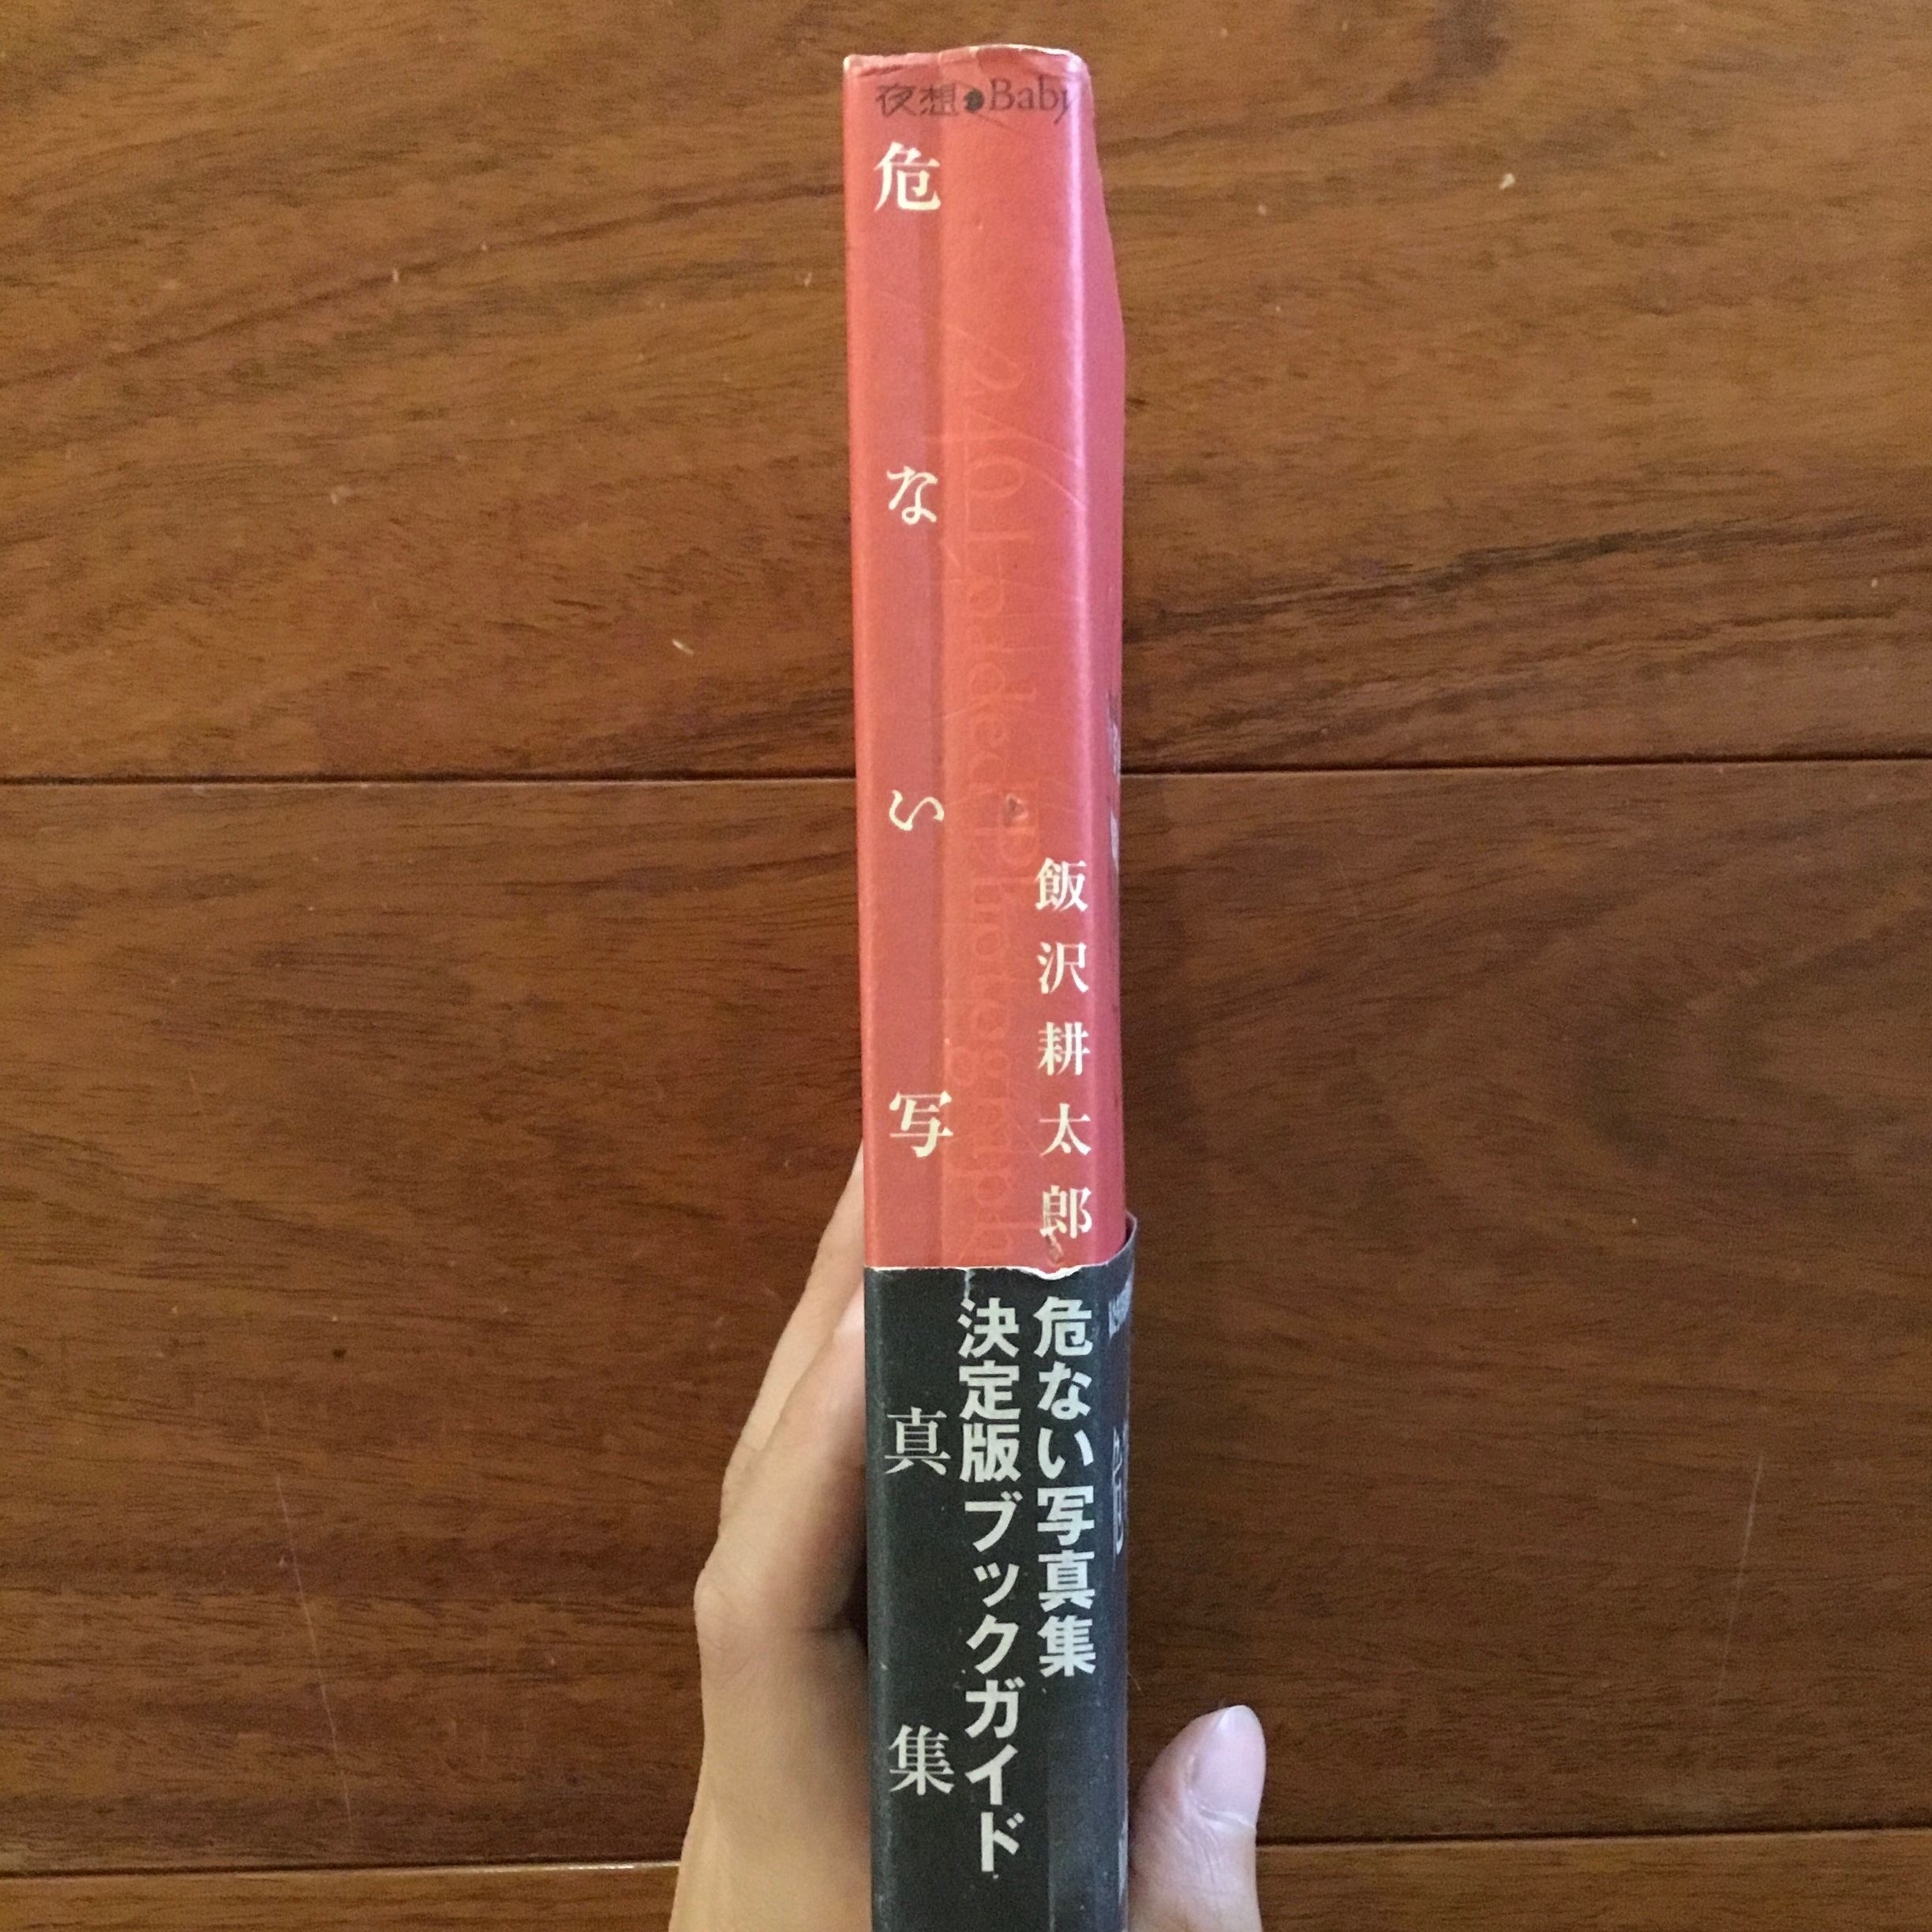 夜想●Baby
危ない写真集
飯沢耕太郎
危ない写真集
決定版ブックガイド